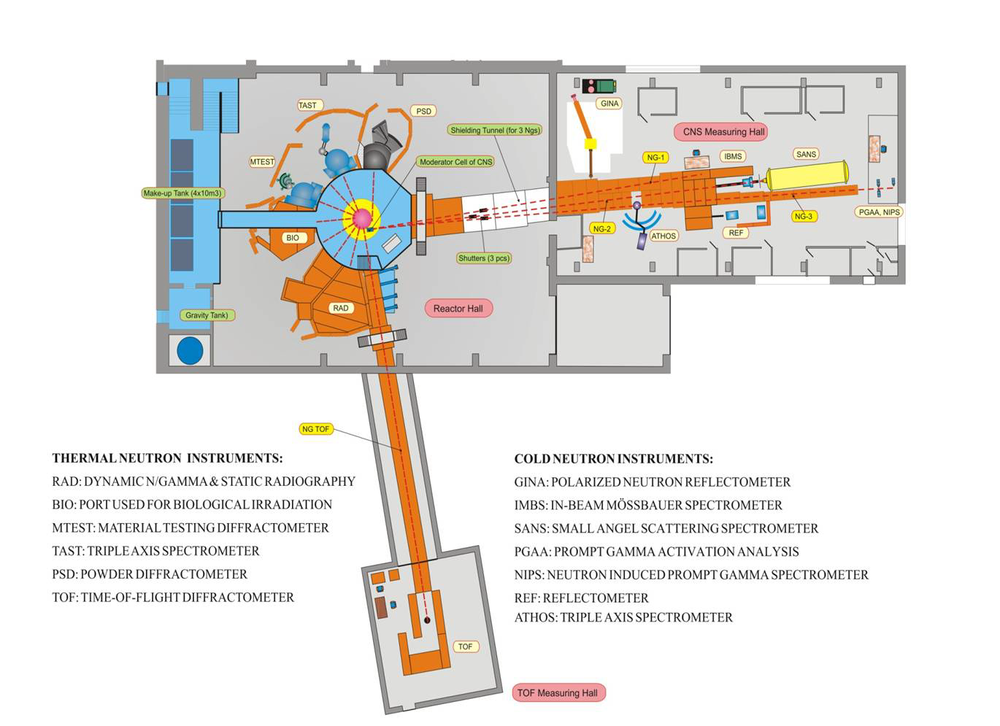 TAST
PSD
GINA
Shielding Tunnel (for 3 Ngs)
CNS Measuring Hall
MTEST
Moderator Cell of CNS
NG-1
IBMS
SANS
Make-up Tank (4x10m3)
PGAA, NIPS
NG-3
BIO
NG-2
ATHOS
REF
Shutters (3 pcs)
RAD
Reactor Hall
Gravity Tank)
NG TOF
THERMAL NEUTRON INSTRUMENTS:
RAD: DYNAMIC N/GAMMA & STATIC RADIOGRAPHY
BIO: PORT USED FOR BIOLOGICAL IRRADIATION
MTEST: MATERIAL TESTING DIFFRACTOMETER
TAST: TRIPLE AXIS SPECTROMETER
PSD: POWDER DIFFRACTOMETER
TOF: TIME-OF-FLIGHT DIFFRACTOMETER
COLD NEUTRON INSTRUMENTS:
GINA: POLARIZED NEUTRON REFLECTOMETER
IMBS: IN-BEAM MÖSSBAUER SPECTROMETER
SANS: SMALL ANGEL SCATTERING SPECTROMETER
PGAA: PROMPT GAMMA ACTIVATION ANALYSIS
NIPS: NEUTRON INDUCED PROMPT GAMMA SPECTROMETER
REF: REFLECTOMETER
ATHOS: TRIPLE AXIS SPECTROMETER
TOF
TOF Measuring Hall